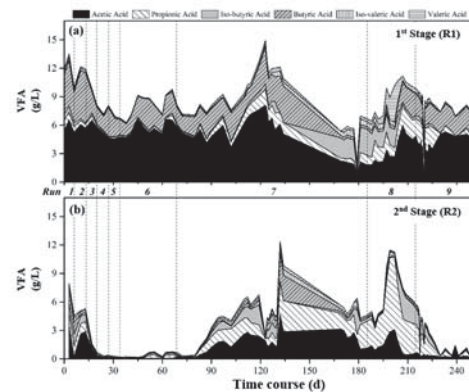 Acetic Acid Propionic Acid Iso-butyric Acid Butyric Acid Iso-valeric Acid Valeric Acid
(a) 1st Stage (R1)
VFA (g/L)
15
12
9
6
3
0
Run 1 2 3 4 5 6 7 8 9
(b) 2nd Stage (R2)
VFA (g/L)
15
12
9
6
3
0
0 30 60 90 120 150 180 210 240
Time course (d)